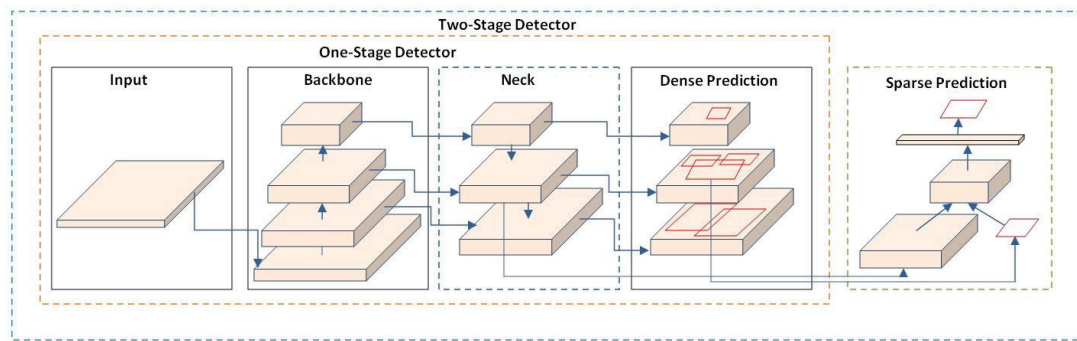 Two-Stage Detector
One-Stage Detector
Input
Backbone
Neck
Dense Prediction
Sparse Prediction